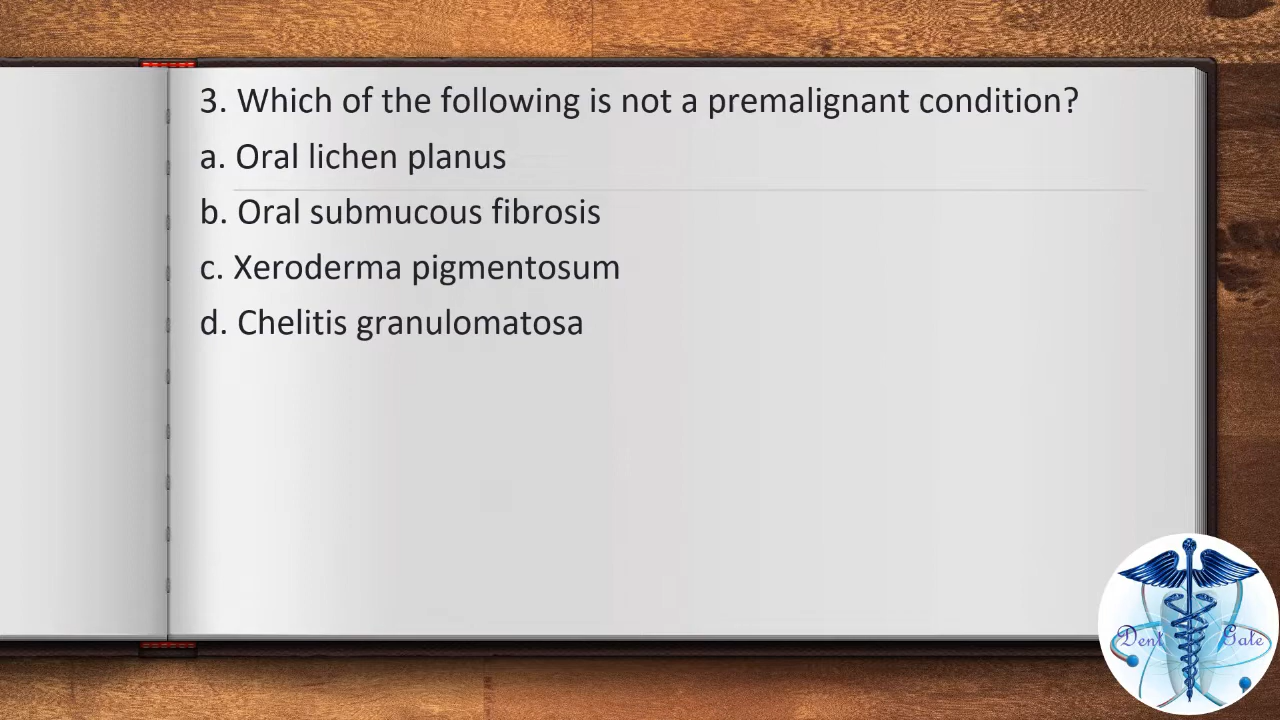 3. Which of the following is not a premalignant condition?
a. Oral lichen planus
b. Oral submucous fibrosis
c. Xeroderma pigmentosum
d. Chelitis granulomatosa
Dent Gate